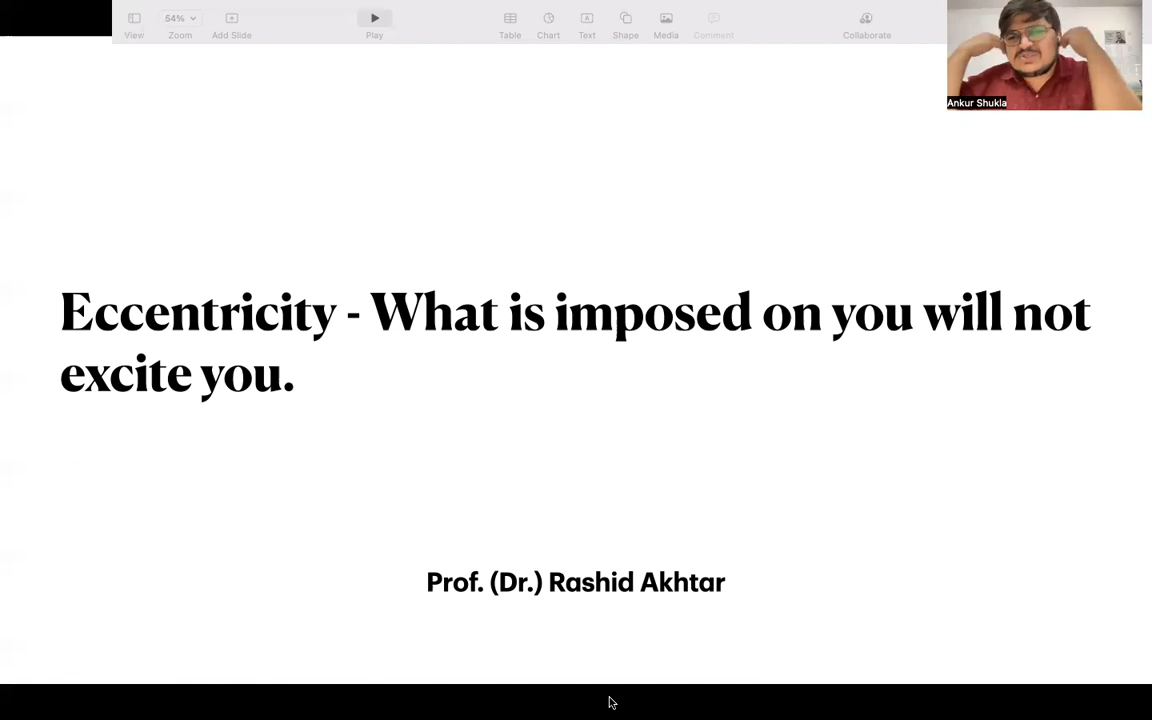 54%
View
Zoom
Add Slide
Play
Table
Chart
Text
Shape
Media
Comment
Collaborate
Ankur Shukla
Eccentricity - What is imposed on you will not
excite you.
Prof. (Dr.) Rashid Akhtar